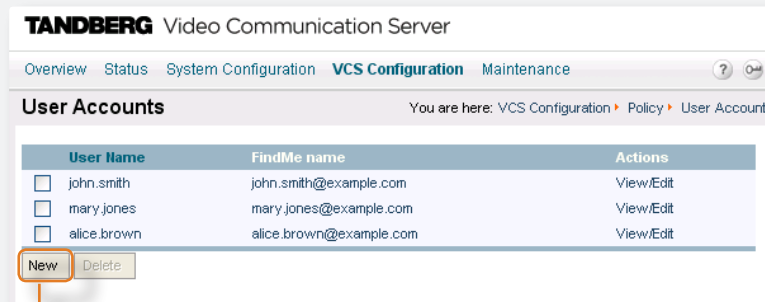 TANDBERG Video Communication Server
Overview Status System Configuration VCS Configuration Maintenance ?
User Accounts You are here: VCS Configuration Policy User Account
User Name FindMe name Actions
john.smith john.smith@example.com View/Edit
mary.jones mary.jones@example.com View/Edit
alice.brown alice.brown@example.com View/Edit
New Delete